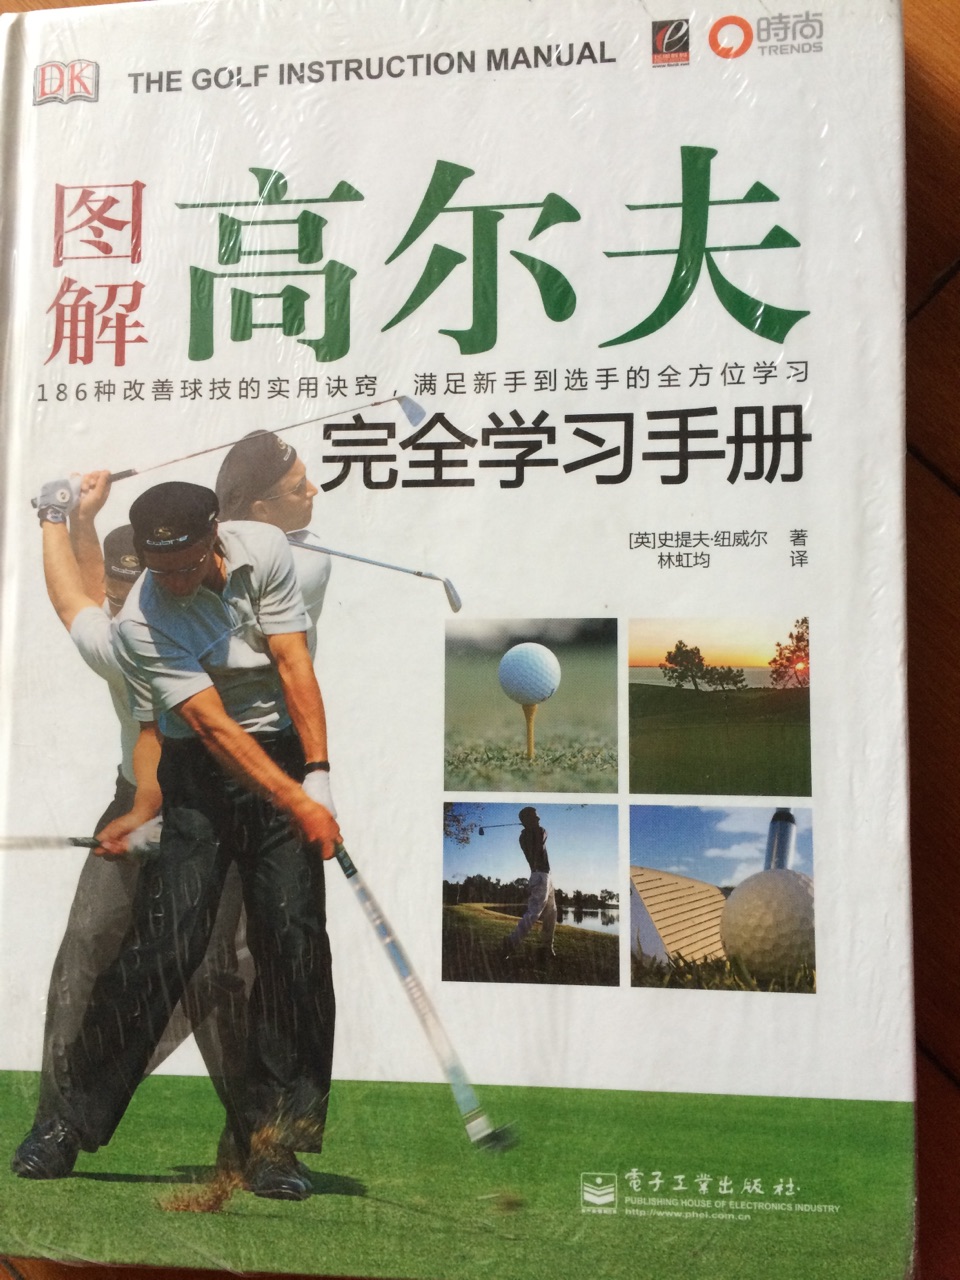 DK
THE GOLF INSTRUCTION MANUAL
e
時尚
TRENDS
图解
高尔夫
186种改善球技的实用诀窍，满足新手到选手的全方位学习
完全学习手册
[英]史提夫·纽威尔 著
林虹均 译
電子工業出版社·
PUBLISHING HOUSE OF ELECTRONICS INDUSTRY
http://www.phei.com.cn